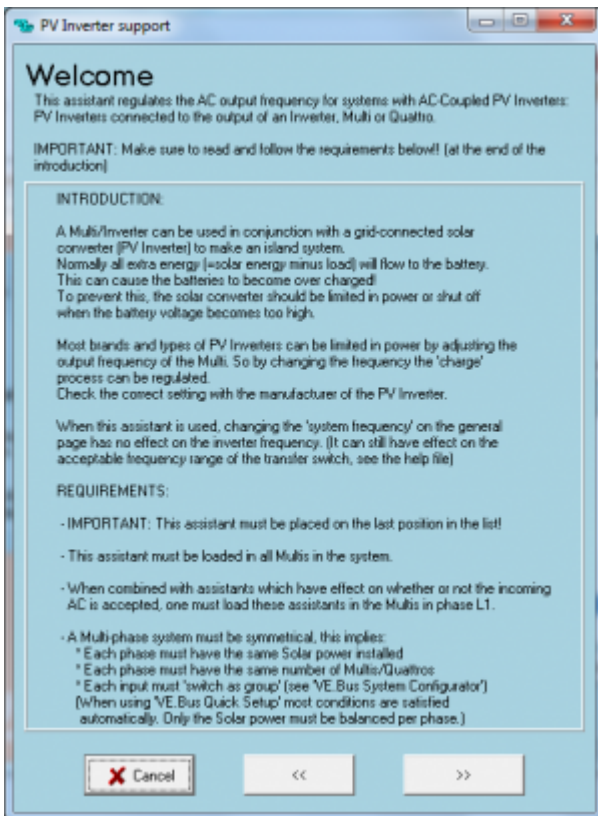 PV Inverter support
Welcome
This assistant regulates the AC output frequency for systems with AC-Coupled PV Inverters:
PV Inverters connected to the output of an Inverter, Multi or Quattro.
IMPORTANT: Make sure to read and follow the requirements below!! (at the end of the
introduction)
INTRODUCTION:
A Multi/Inverter can be used in conjunction with a grid-connected solar
converter (PV Inverter) to make an island system.
Normally all extra energy (=solar energy minus load) will flow to the battery.
This can cause the batteries to become over charged!
To prevent this, the solar converter should be limited in power or shut off
when the battery voltage becomes too high.
Most brands and types of PV Inverters can be limited in power by adjusting the
output frequency of the Multi. So by changing the frequency the 'charge'
process can be regulated.
Check the correct setting with the manufacturer of the PV Inverter.
When this assistant is used, changing the 'system frequency' on the general
page has no effect on the inverter frequency. (It can still have effect on the
acceptable frequency range of the transfer switch, see the help file)
REQUIREMENTS:
- IMPORTANT: This assistant must be placed on the last position in the list!
- This assistant must be loaded in all Multis in the system.
- When combined with assistants which have effect on whether or not the incoming
AC is accepted, one must load these assistants in the Multis in phase L1.
- A Multi-phase system must be symmetrical, this implies:
* Each phase must have the same Solar power installed
* Each phase must have the same number of Multis/Quattros
* Each input must 'switch as group' (see 'VE.Bus System Configurator')
(When using 'VE.Bus Quick Setup' most conditions are satisfied
automatically. Only the Solar power must be balanced per phase.)
Cancel << >>